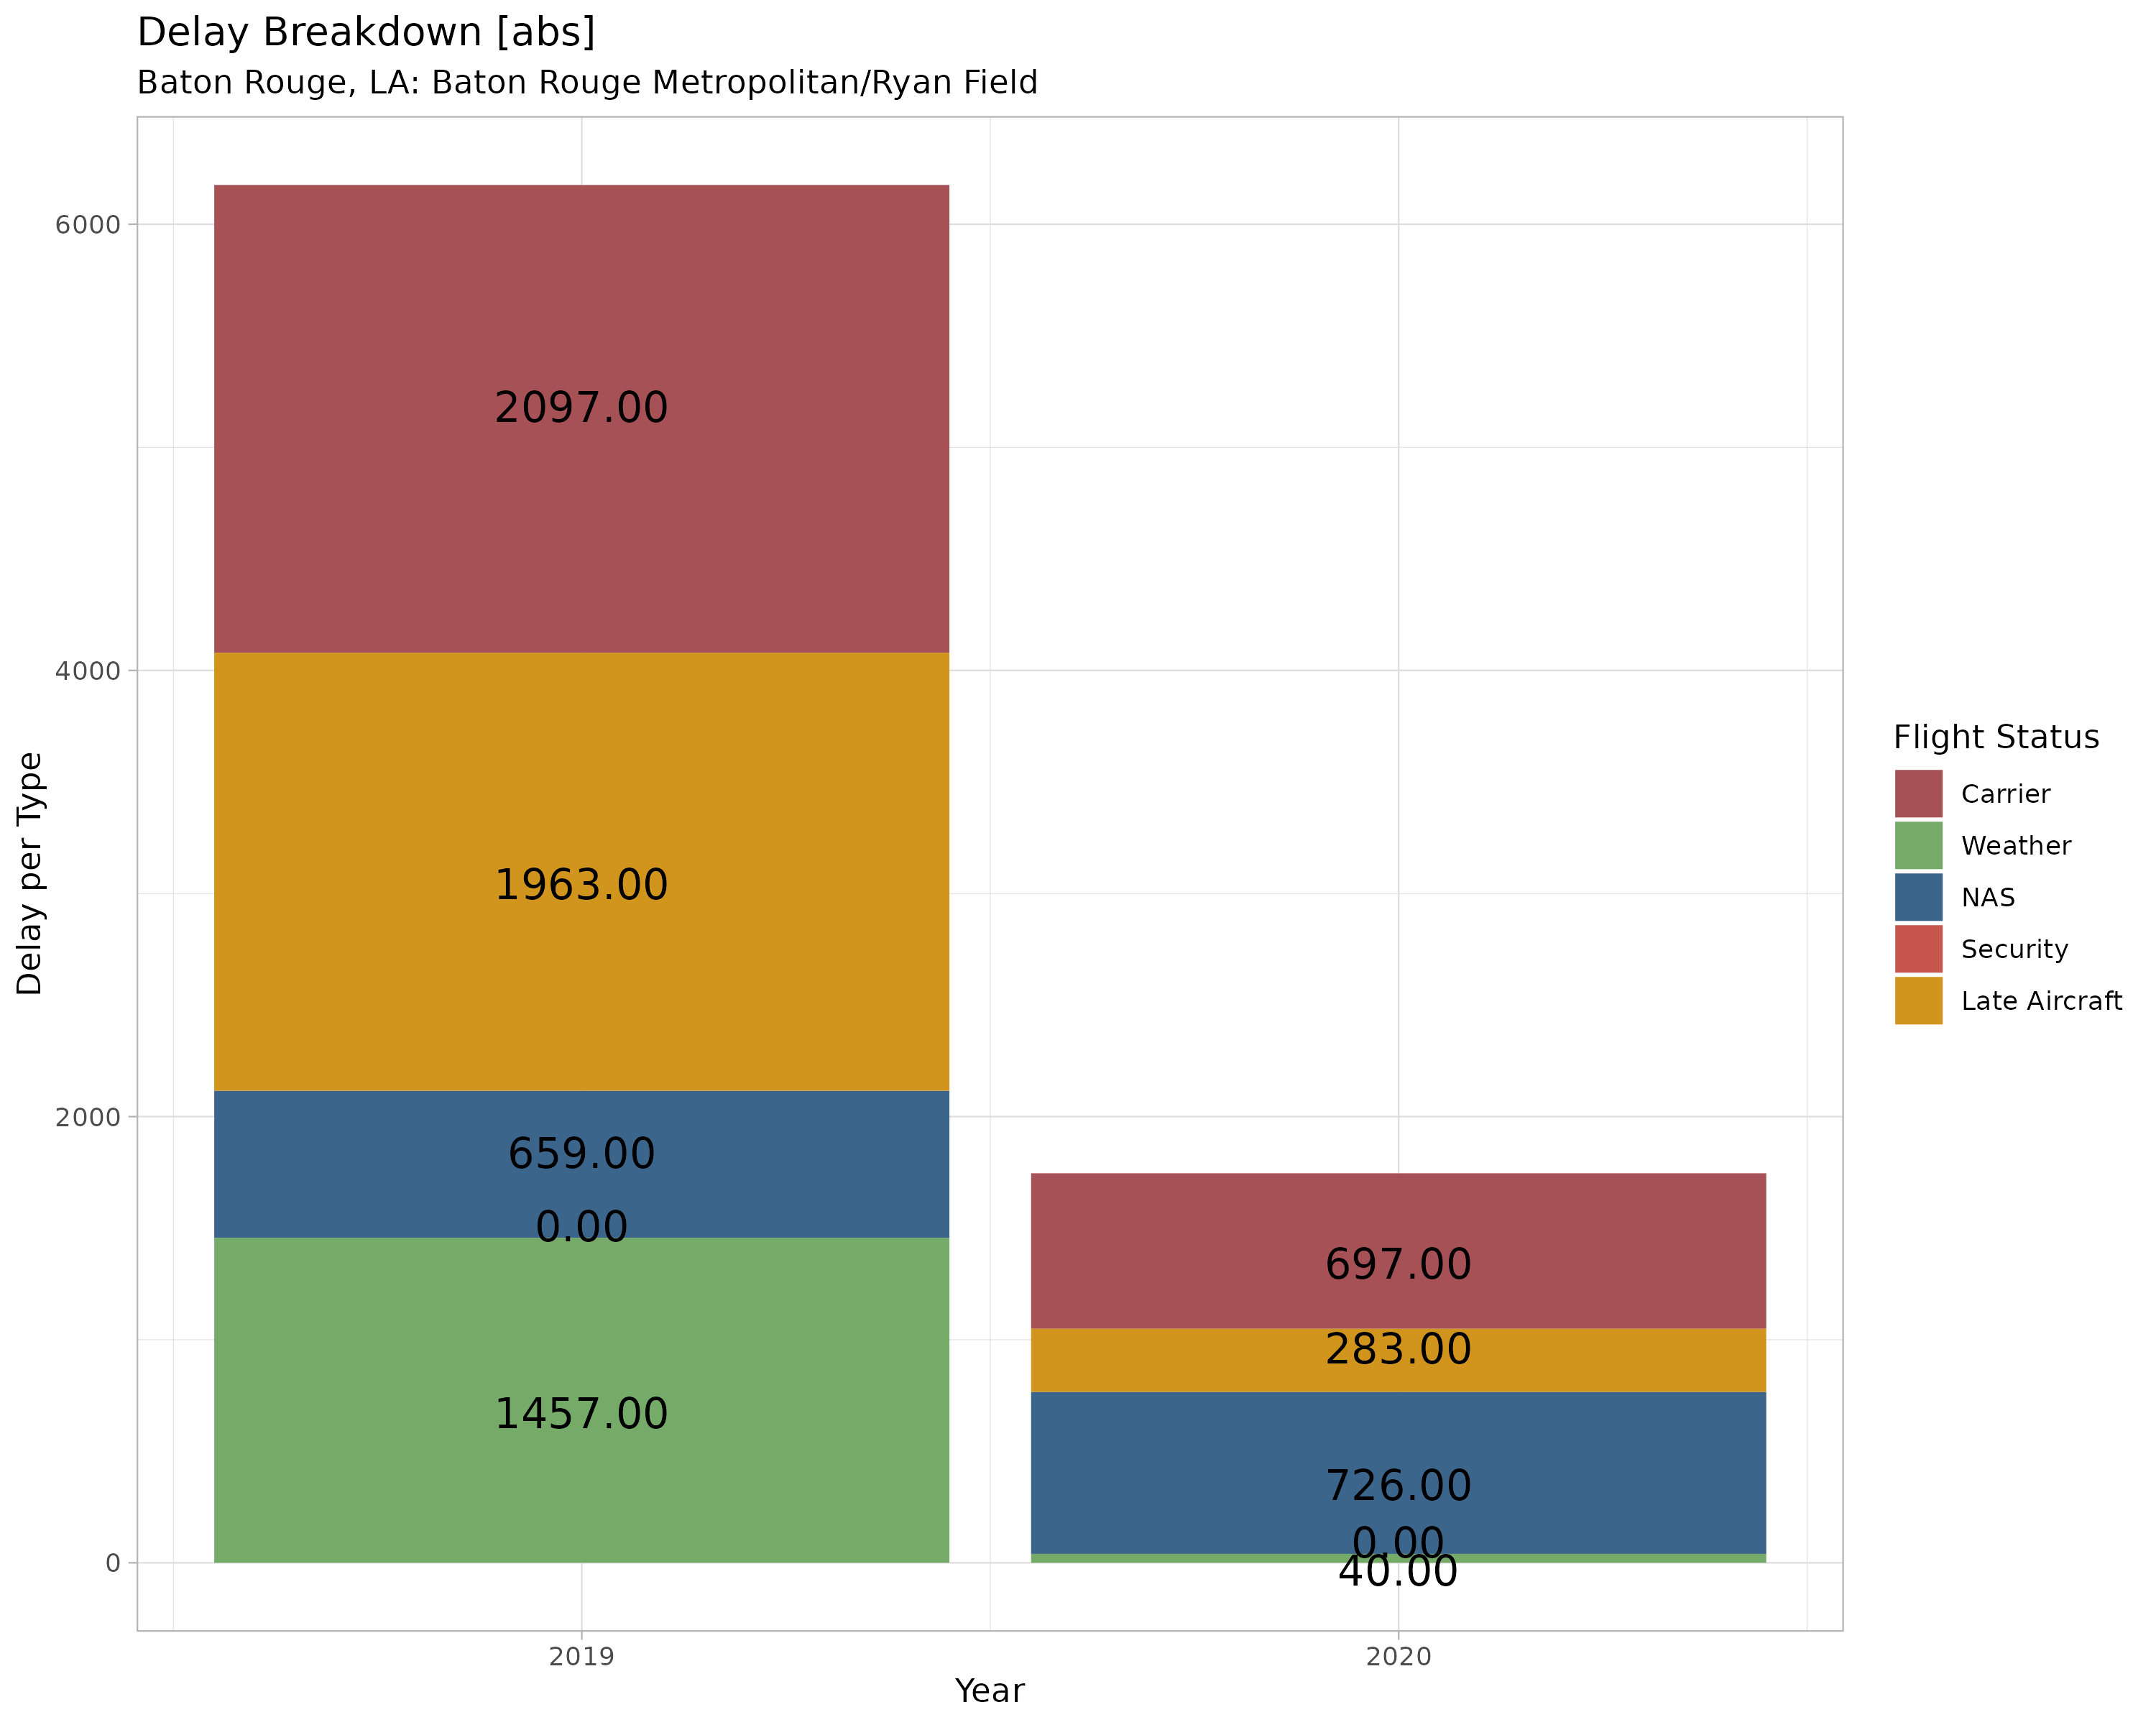 Delay Breakdown [abs]
Baton Rouge, LA: Baton Rouge Metropolitan/Ryan Field
Delay per Type
6000
4000
2000
0
2097.00
1963.00
659.00
0.00
1457.00
697.00
283.00
726.00
0.00
40.00
2019
2020
Year
Flight Status
Carrier
Weather
NAS
Security
Late Aircraft